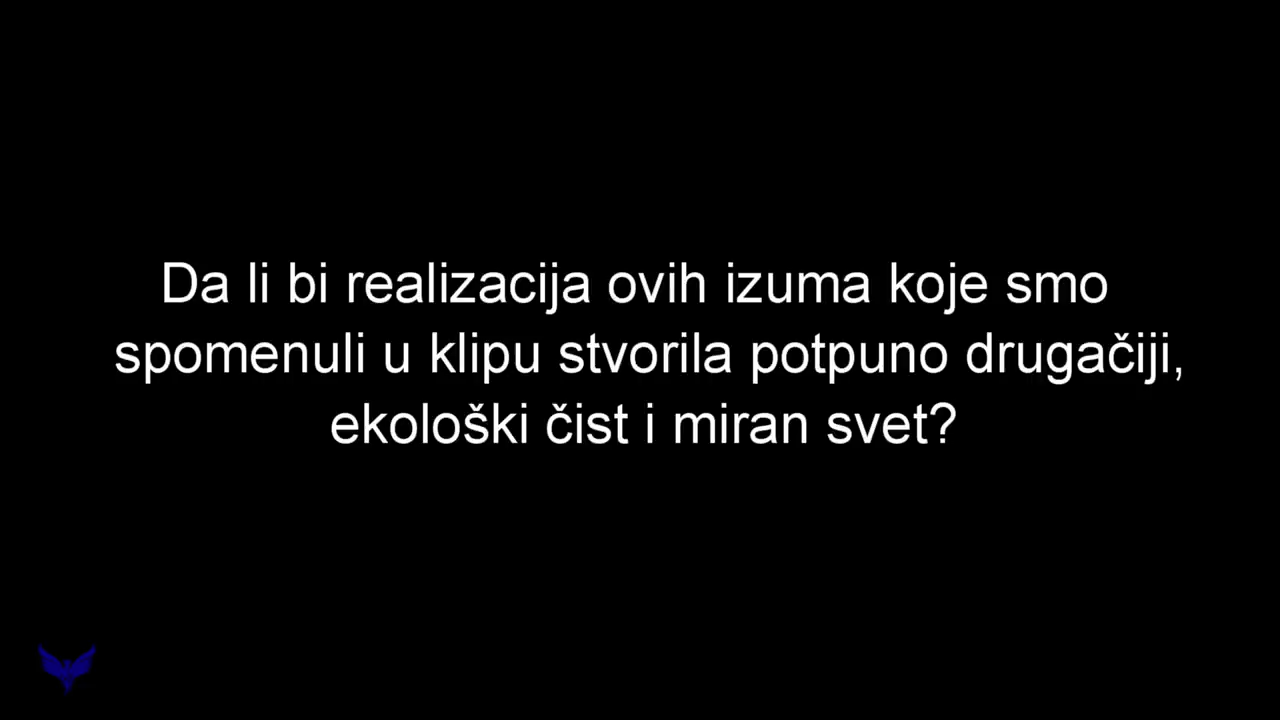 Da li bi realizacija ovih izuma koje smo
spomenuli u klipu stvorila potpuno drugačiji,
ekološki čist i miran svet?